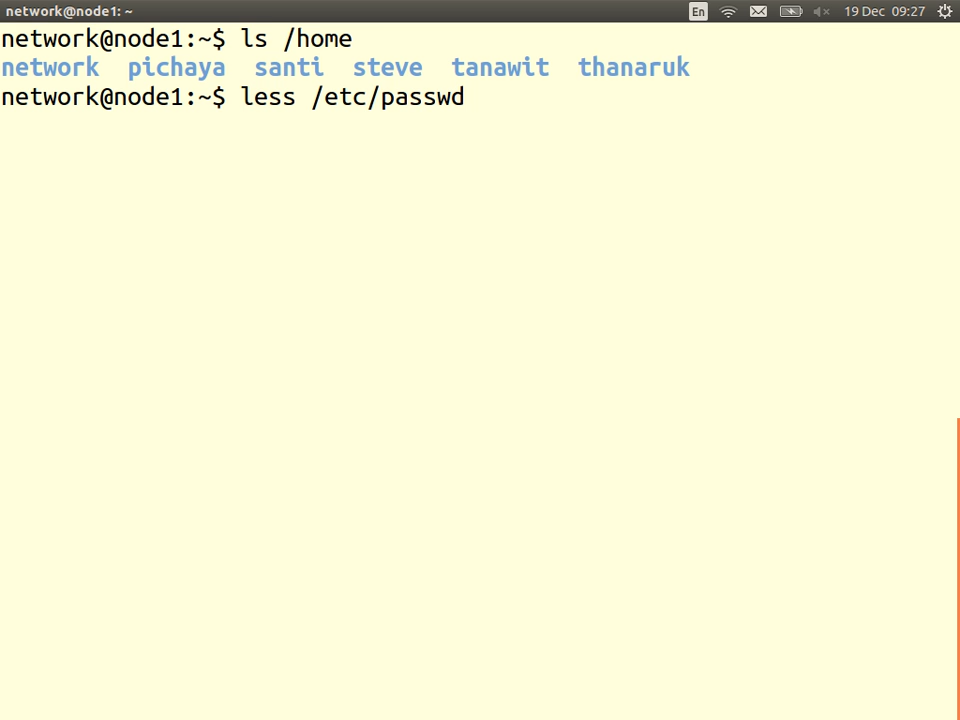 network@node1: ~ En 19 Dec 09:27
network@node1:~$ ls /home
network  pichaya  santi  steve  tanawit  thanaruk
network@node1:~$ less /etc/passwd